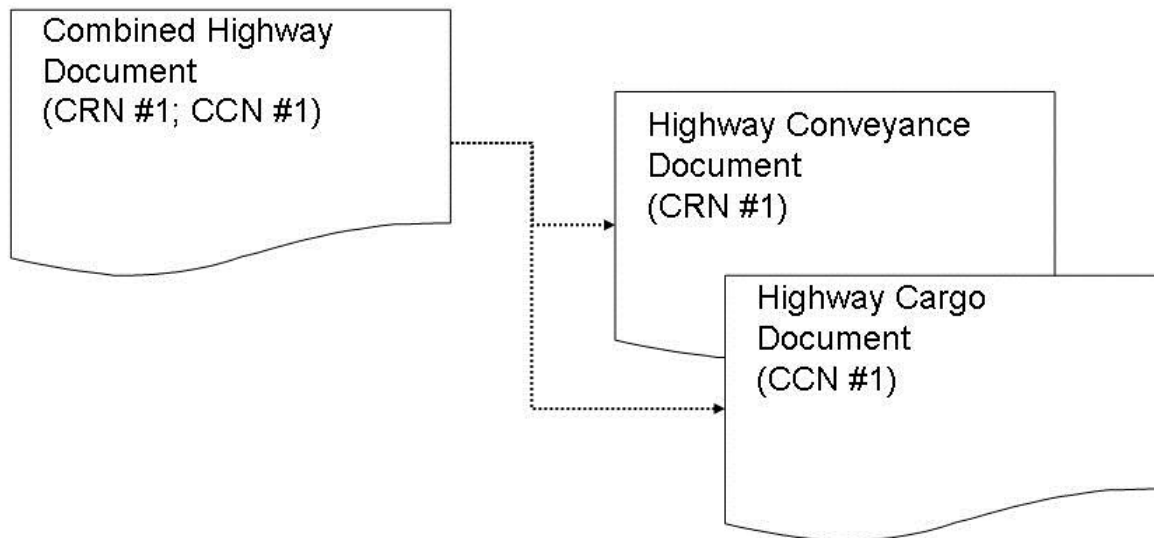 Combined Highway
Document
(CRN #1; CCN #1)
Highway Conveyance
Document
(CRN #1)
Highway Cargo
Document
(CCN #1)